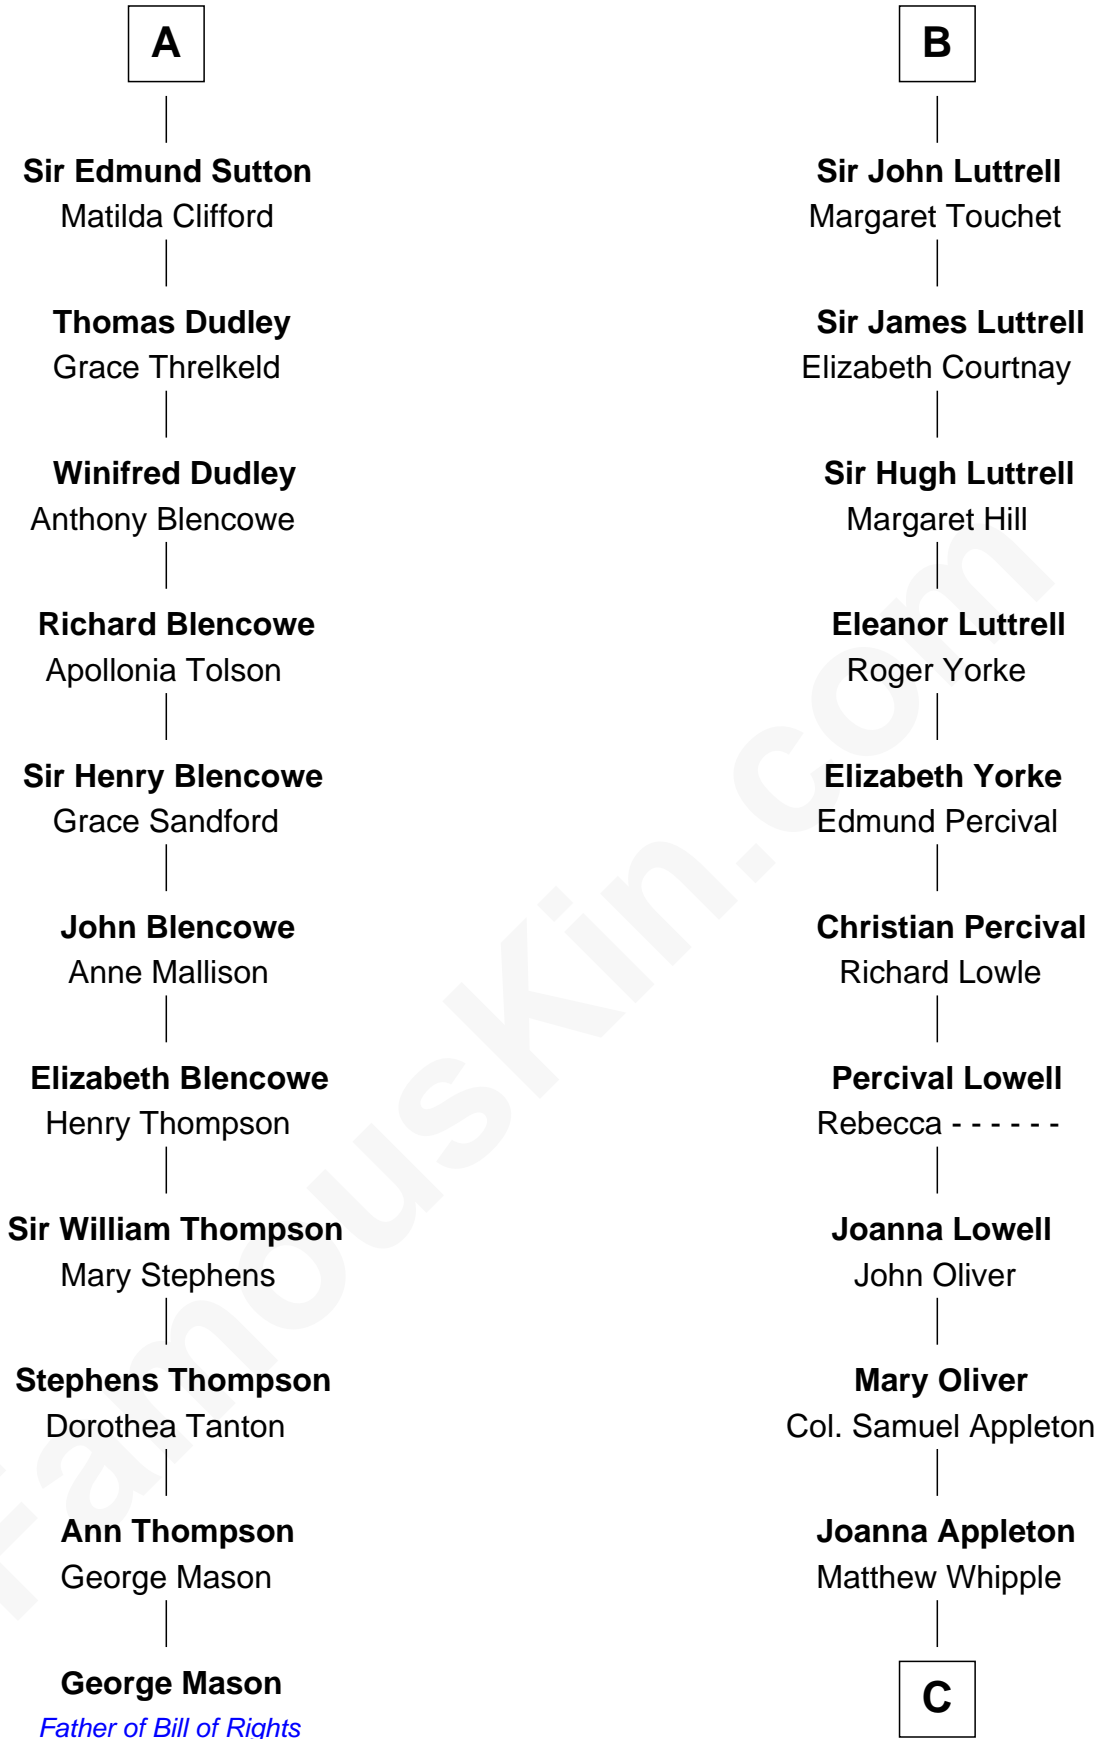 A
Sir Edmund Sutton
Matilda Clifford
Thomas Dudley
Grace Threlkeld
Winifred Dudley
Anthony Blencowe
Richard Blencowe
Apollonia Tolson
Sir Henry Blencowe
Grace Sandford
John Blencowe
Anne Mallison
Elizabeth Blencowe
Henry Thompson
Sir William Thompson
Mary Stephens
Stephens Thompson
Dorothea Tanton
Ann Thompson
George Mason
George Mason
Father of Bill of Rights
B
Sir John Luttrell
Margaret Touchet
Sir James Luttrell
Elizabeth Courtnay
Sir Hugh Luttrell
Margaret Hill
Eleanor Luttrell
Roger Yorke
Elizabeth Yorke
Edmund Percival
Christian Percival
Richard Lowle
Percival Lowell
Rebecca - - - - - -
Joanna Lowell
John Oliver
Mary Oliver
Col. Samuel Appleton
Joanna Appleton
Matthew Whipple
C
FamousKin.com